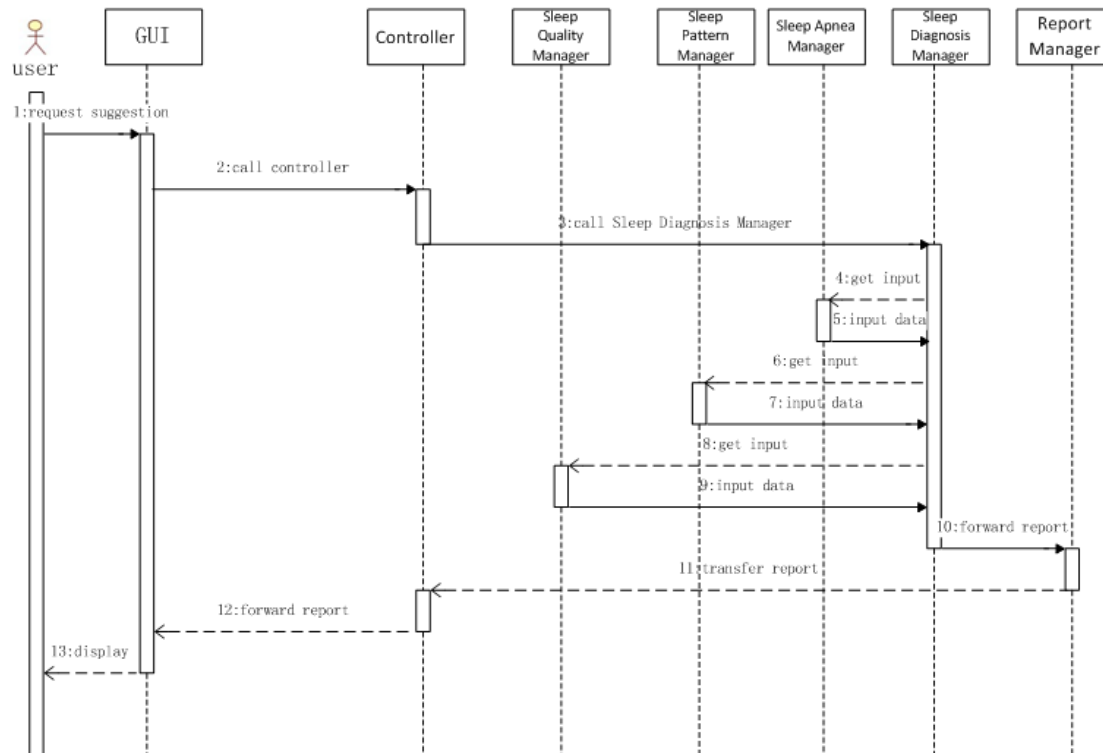 user
GUI
Controller
Sleep
Quality
Manager
Sleep
Pattern
Manager
Sleep Apnea
Manager
Sleep
Diagnosis
Manager
Report
Manager
1:request suggestion
2:call controller
3:call Sleep Diagnosis Manager
4:get input
5:input data
6:get input
7:input data
8:get input
9:input data
10:forward report
11:transfer report
12:forward report
13:display